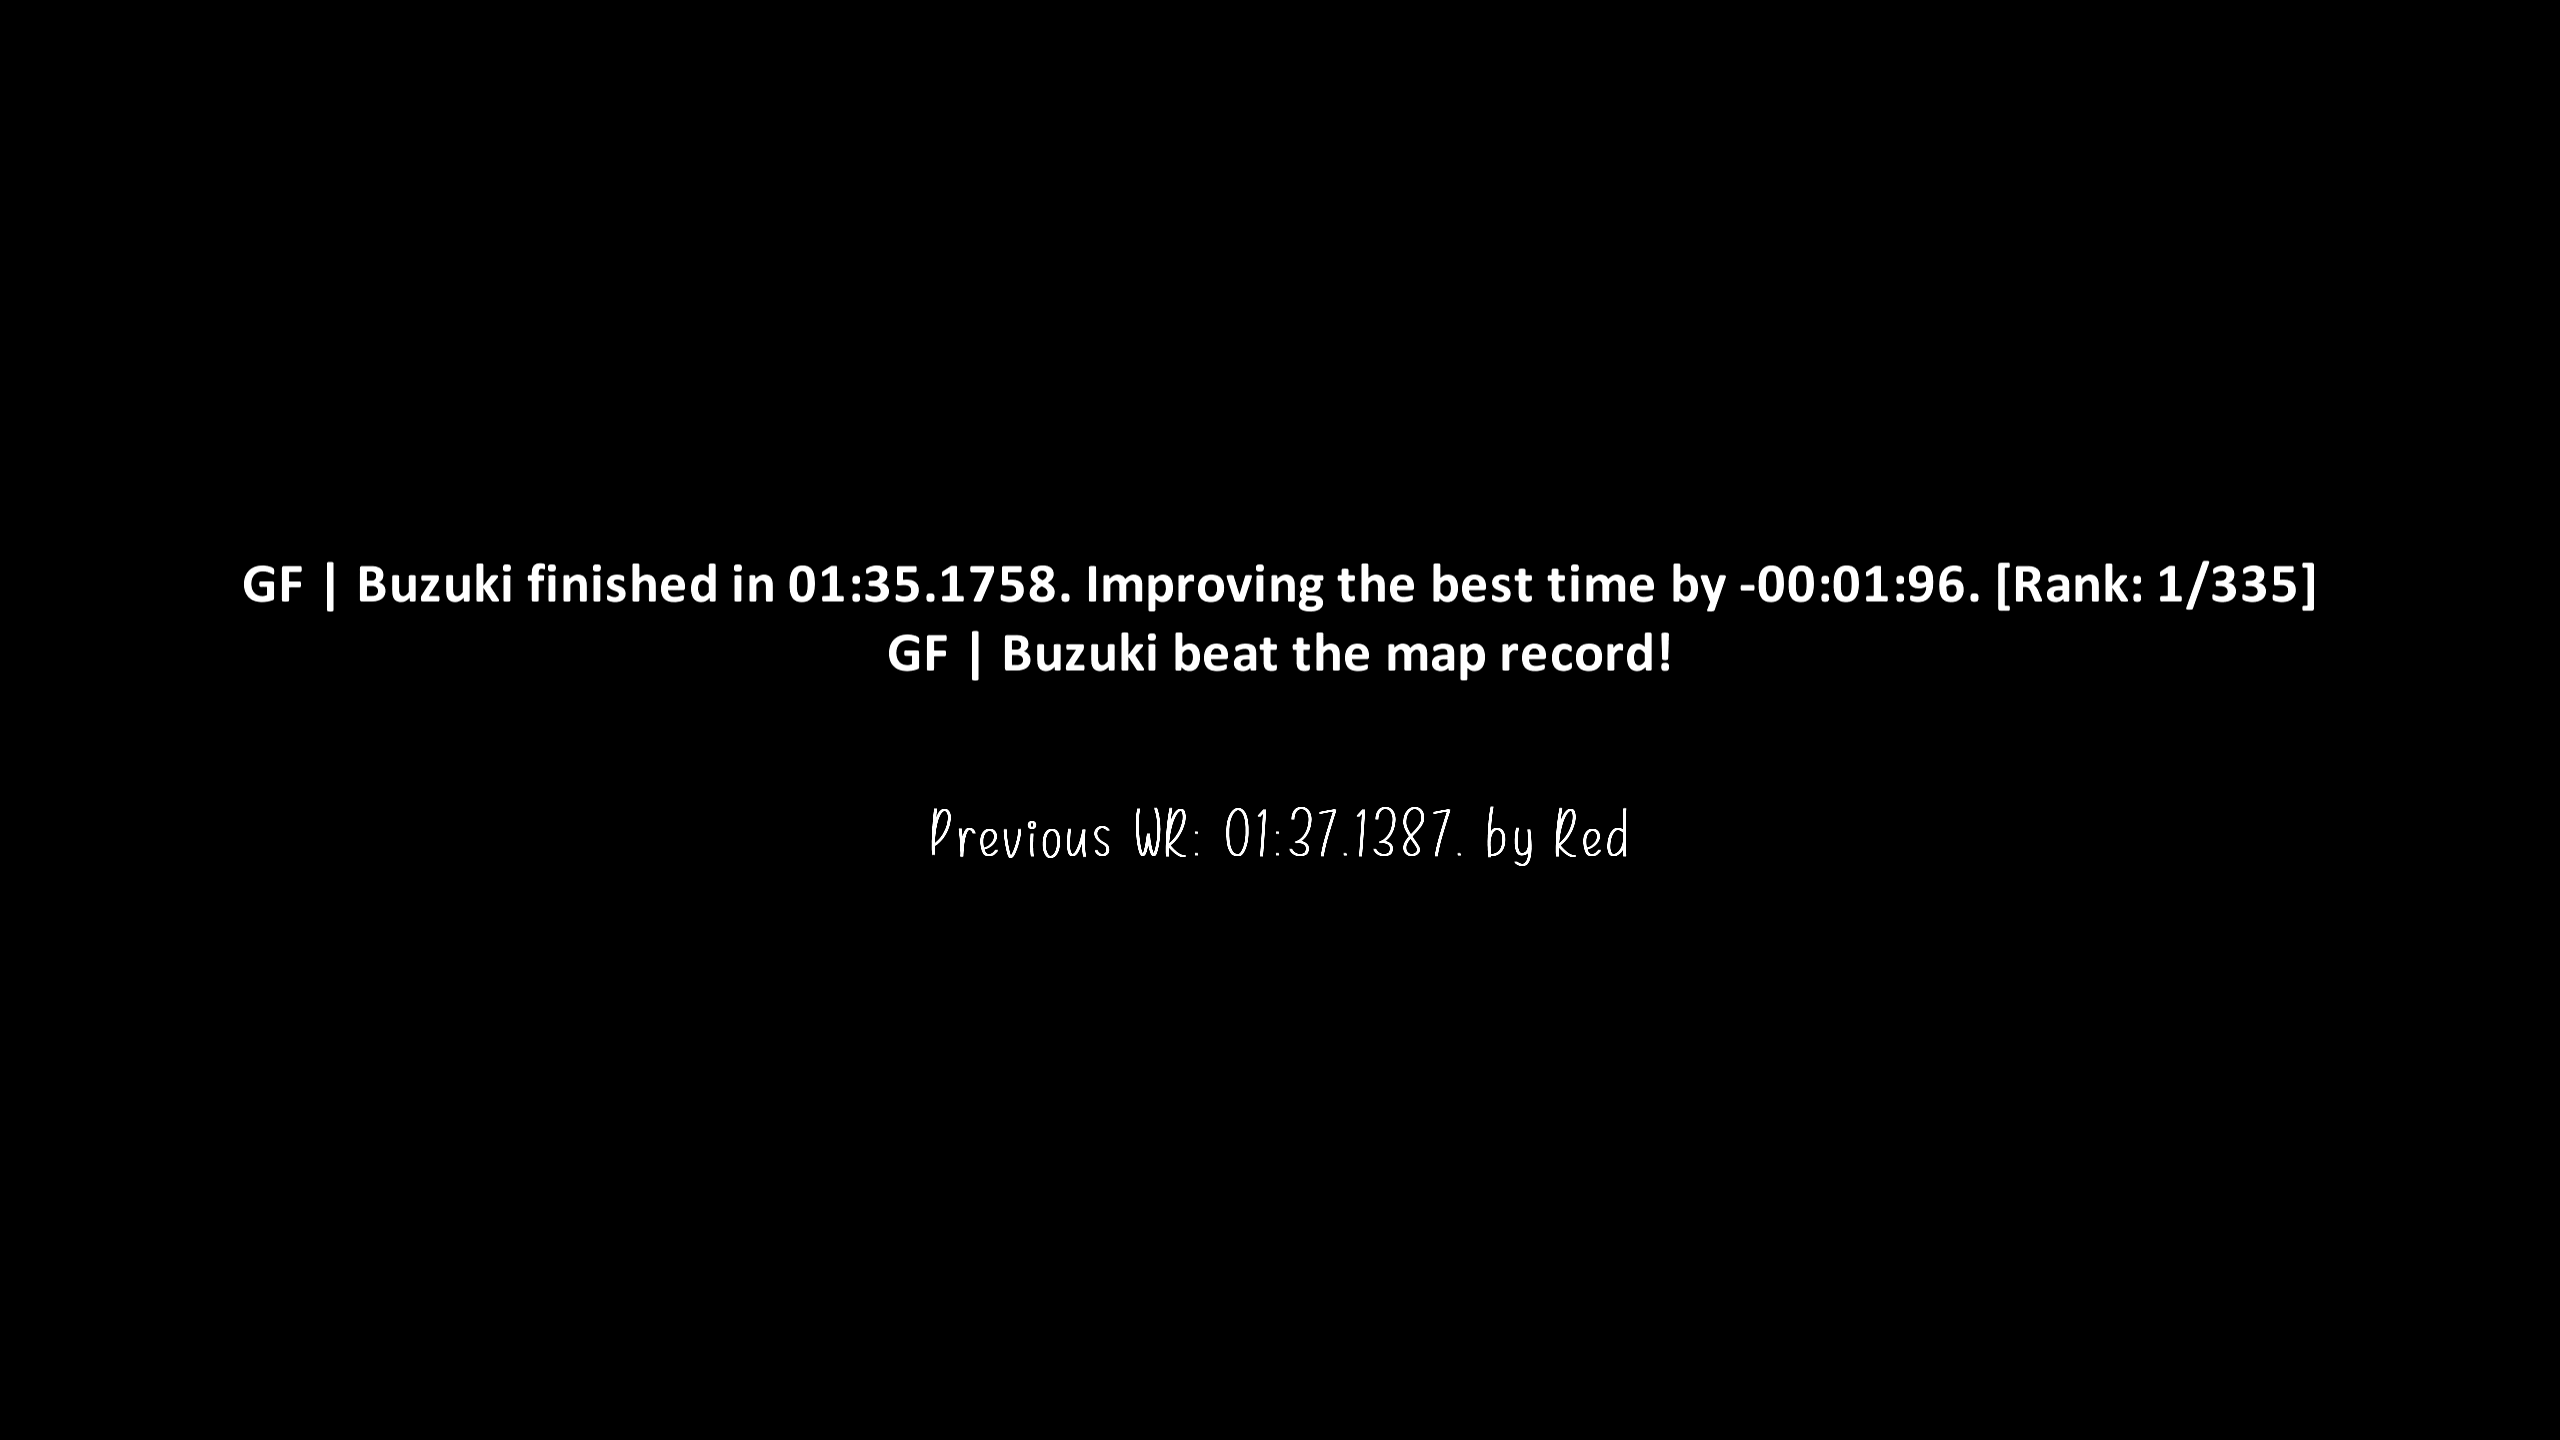 GF | Buzuki finished in 01:35.1758. Improving the best time by -00:01:96. [Rank: 1/335]
GF | Buzuki beat the map record!
Previous WR: 01:37.1387. by Red